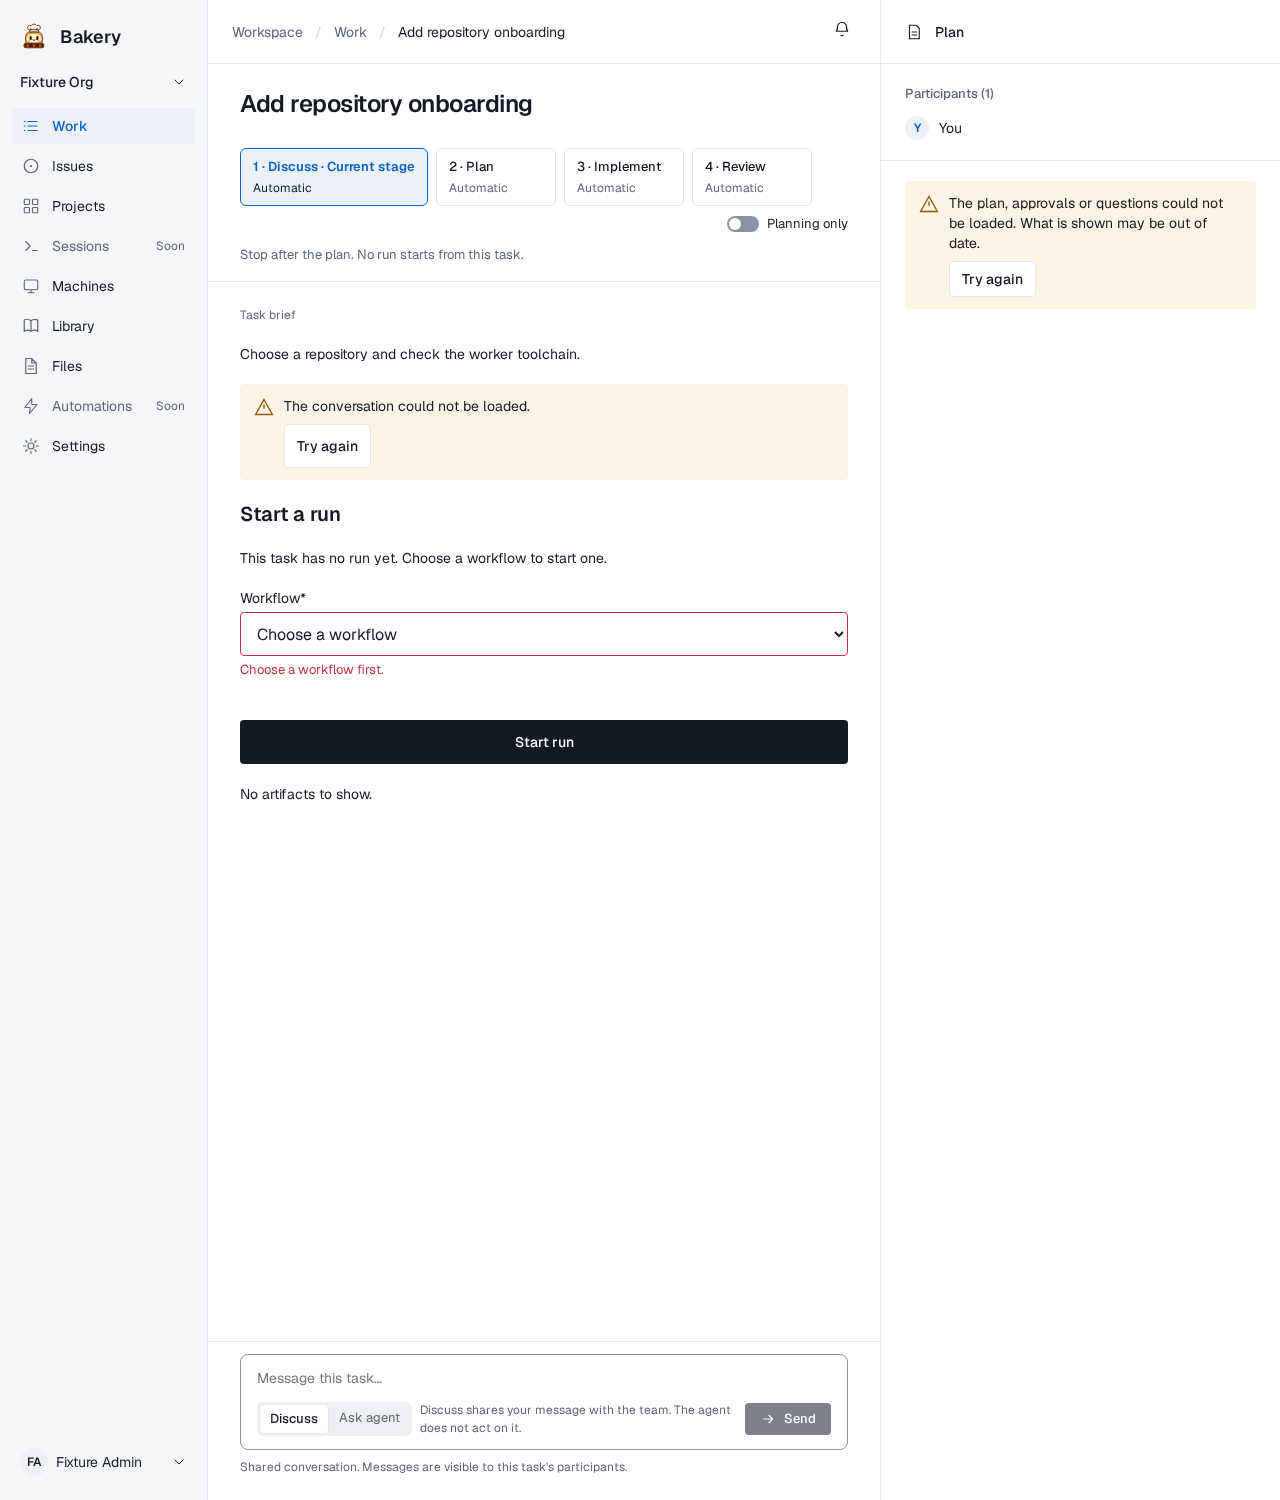 Bakery
Fixture Org
Work
Issues
Projects
Sessions Soon
Machines
Library
Files
Automations Soon
Settings
FA Fixture Admin
Workspace / Work / Add repository onboarding
Add repository onboarding
1 · Discuss · Current stage
Automatic
2 · Plan
Automatic
3 · Implement
Automatic
4 · Review
Automatic
Planning only
Stop after the plan. No run starts from this task.
Task brief
Choose a repository and check the worker toolchain.
The conversation could not be loaded.
Try again
Start a run
This task has no run yet. Choose a workflow to start one.
Workflow*
Choose a workflow
Choose a workflow first.
Start run
No artifacts to show.
Message this task…
Discuss Ask agent
Discuss shares your message with the team. The agent
does not act on it.
Send
Shared conversation. Messages are visible to this task's participants.
Plan
Participants (1)
Y You
The plan, approvals or questions could not
be loaded. What is shown may be out of
date.
Try again